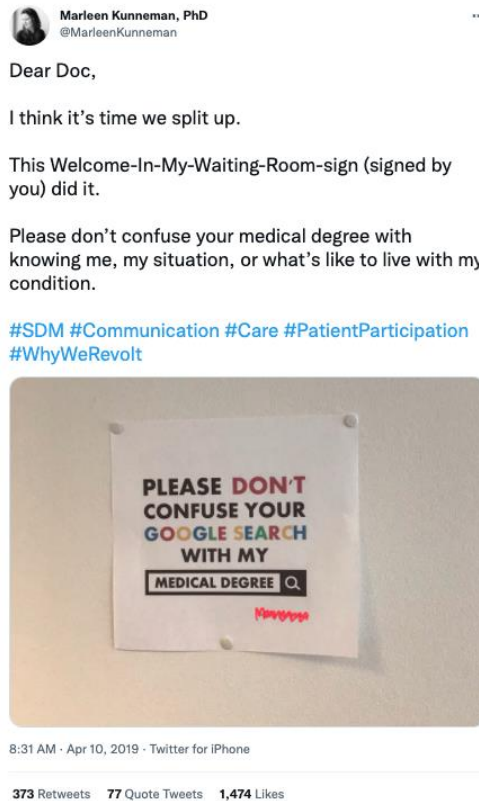 Marleen Kunneman, PhD
@MarleenKunneman
Dear Doc,
I think it's time we split up.
This Welcome-In-My-Waiting-Room-sign (signed by
you) did it.
Please don't confuse your medical degree with
knowing me, my situation, or what's like to live with my
condition.
#SDM #Communication #Care #PatientParticipation
#WhyWeRevolt
PLEASE DON'T
CONFUSE YOUR
GOOGLE SEARCH
WITH MY
MEDICAL DEGREE
8:31 AM · Apr 10, 2019 · Twitter for iPhone
373 Retweets 77 Quote Tweets 1,474 Likes